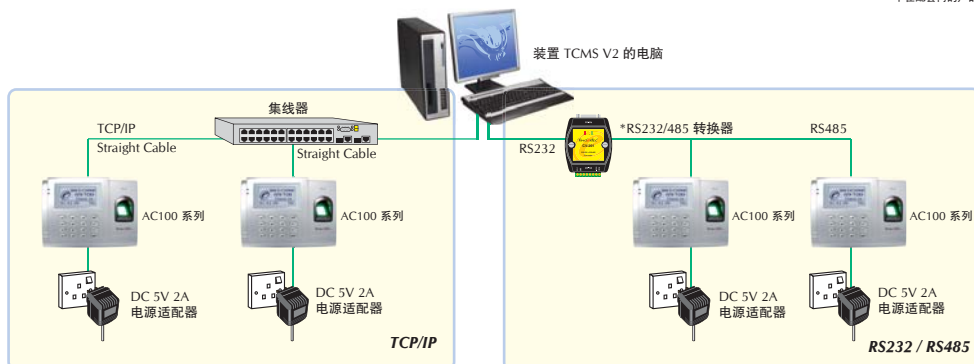 装置 TCMS V2 的电脑
集线器
TCP/IP
Straight Cable
Straight Cable
AC100 系列
AC100 系列
DC 5V 2A
电源适配器
DC 5V 2A
电源适配器
TCP/IP
RS232
*RS232/485 转换器
RS485
AC100 系列
AC100 系列
DC 5V 2A
电源适配器
DC 5V 2A
电源适配器
RS232 / RS485